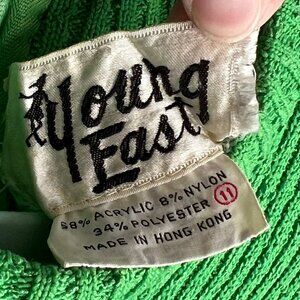 Young
East
58% ACRYLIC 8% NYLON
34% POLYESTER 11
MADE IN HONG KONG